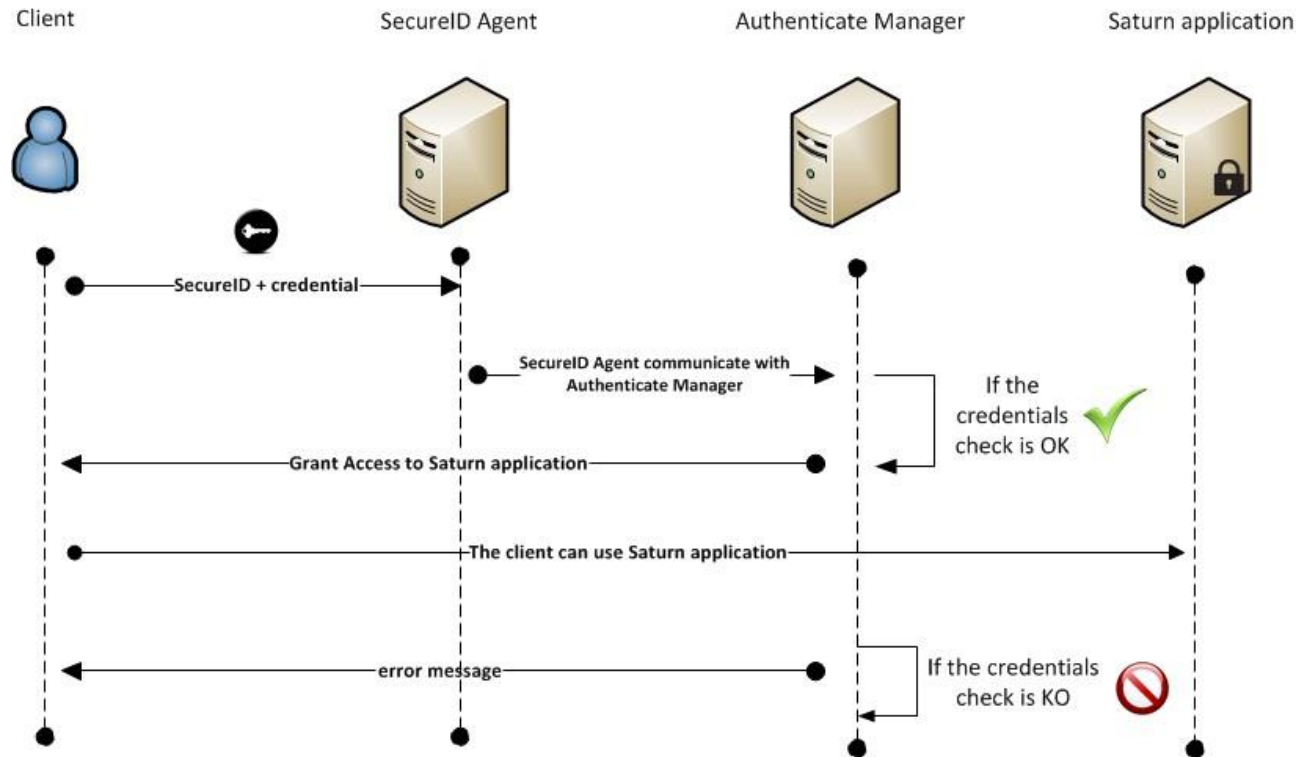 Client
SecureID Agent
Authenticate Manager
Saturn application
SecureID + credential
SecureID Agent communicate with
Authenticate Manager
If the
credentials
check is OK
Grant Access to Saturn application
The client can use Saturn application
error message
If the credentials
check is KO